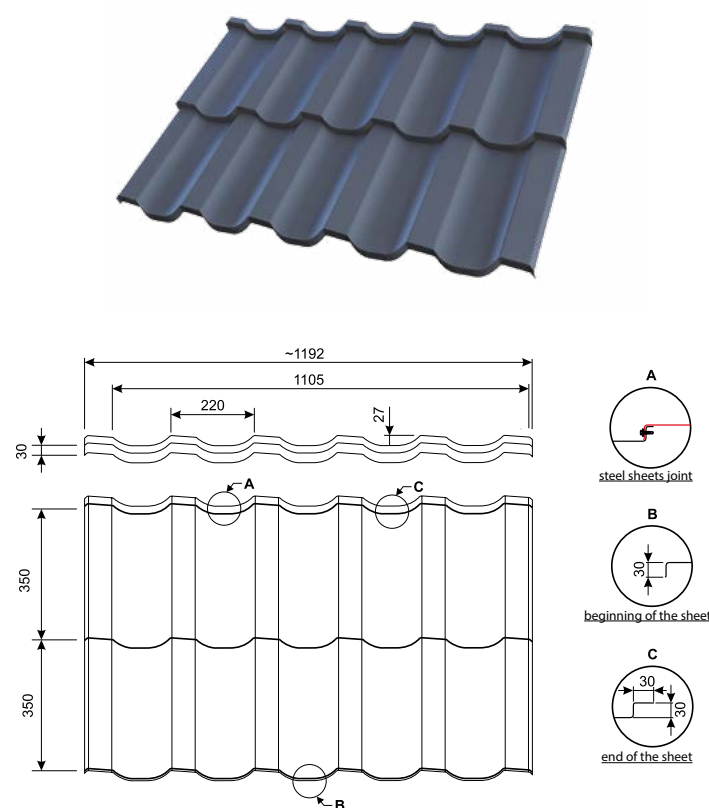 ~1192
1105
220
27
30
A
C
350
350
B
A
steel sheets joint
B
30
beginning of the sheet
C
30
30
end of the sheet